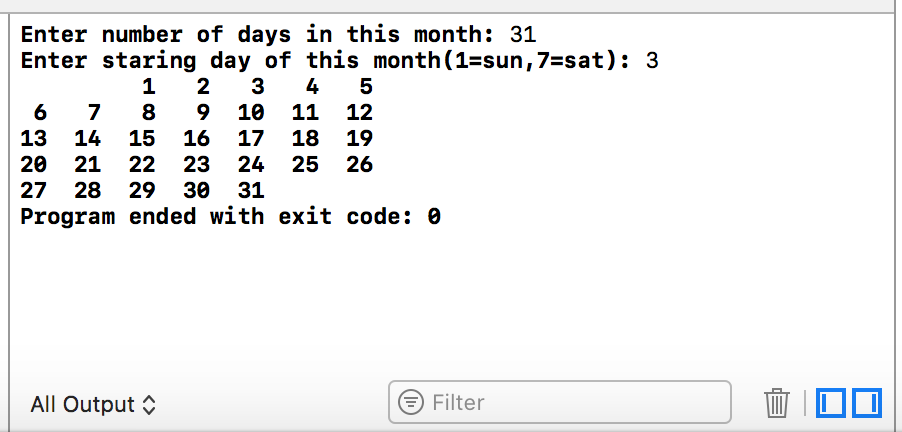 Enter number of days in this month: 31
Enter staring day of this month(1=sun,7=sat): 3
         1   2   3   4   5
 6   7   8   9  10  11  12
13  14  15  16  17  18  19
20  21  22  23  24  25  26
27  28  29  30  31
Program ended with exit code: 0
All Output
Filter